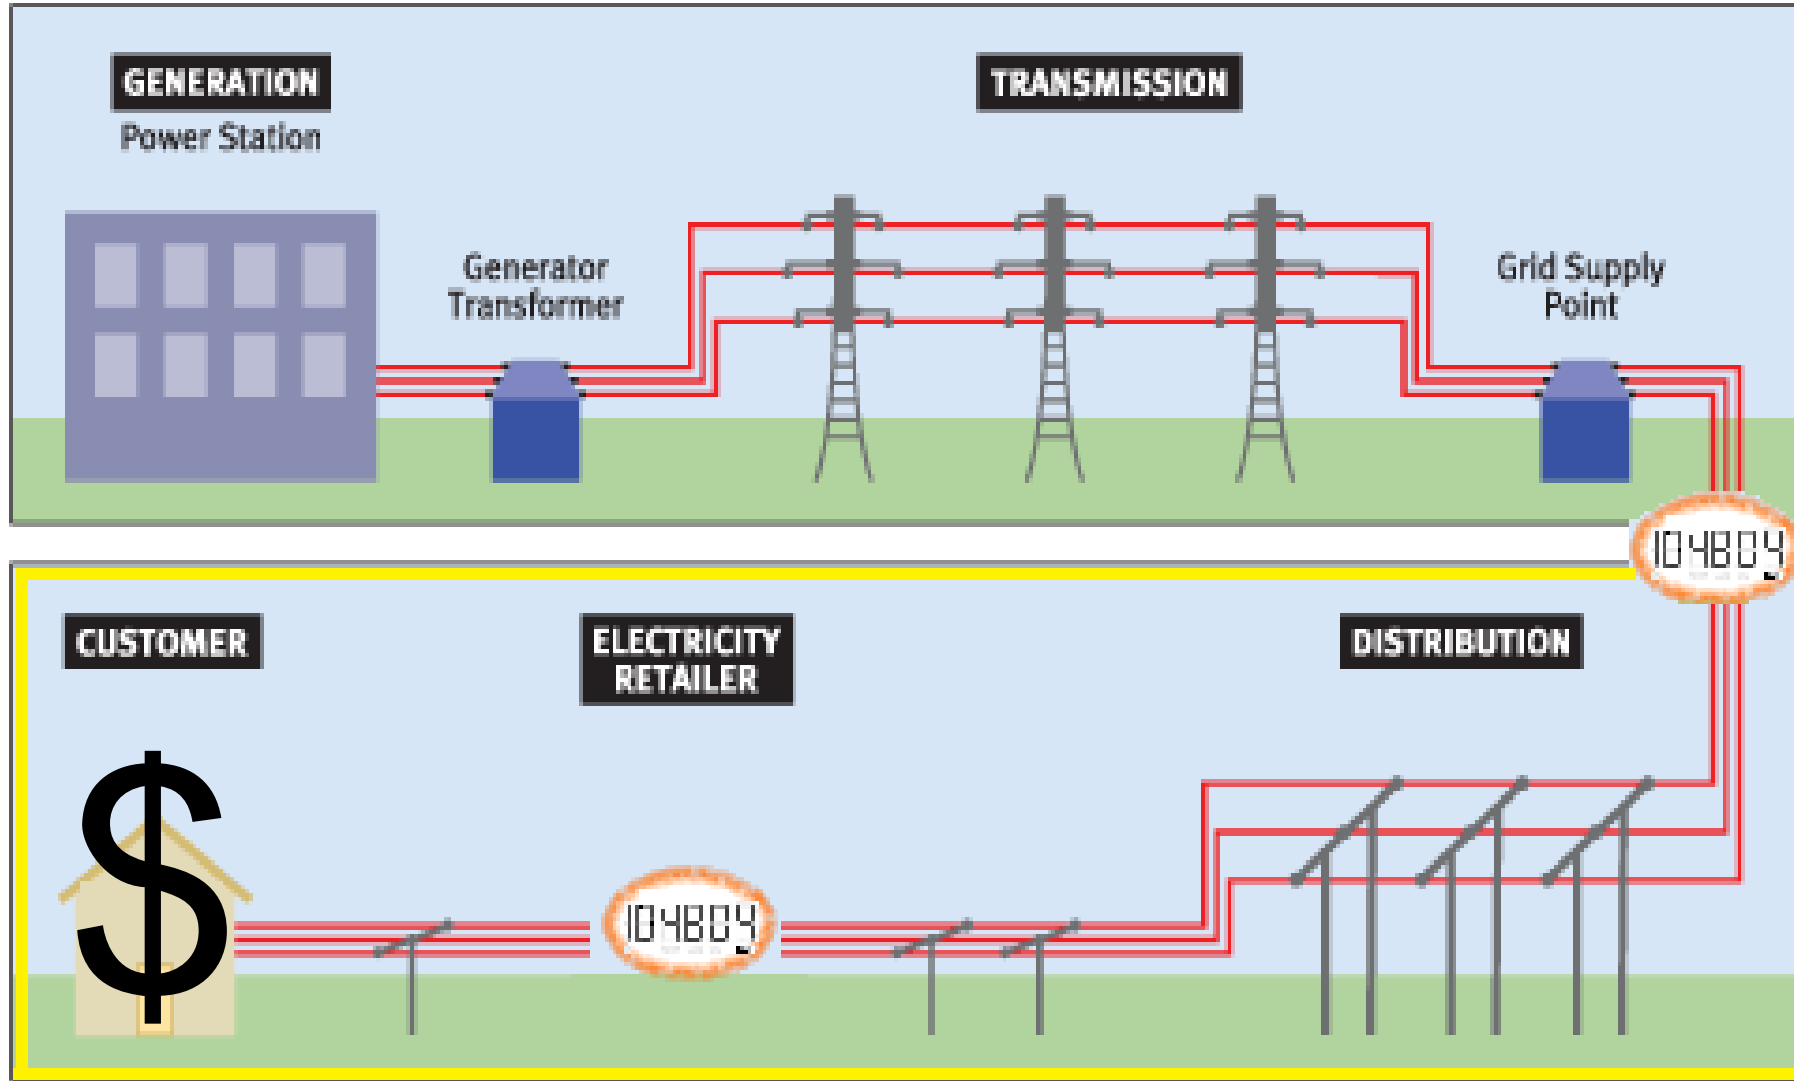 GENERATION
Power Station
TRANSMISSION
Generator
Transformer
Grid Supply
Point
104804
CUSTOMER
ELECTRICITY
RETAILER
DISTRIBUTION
$
104804